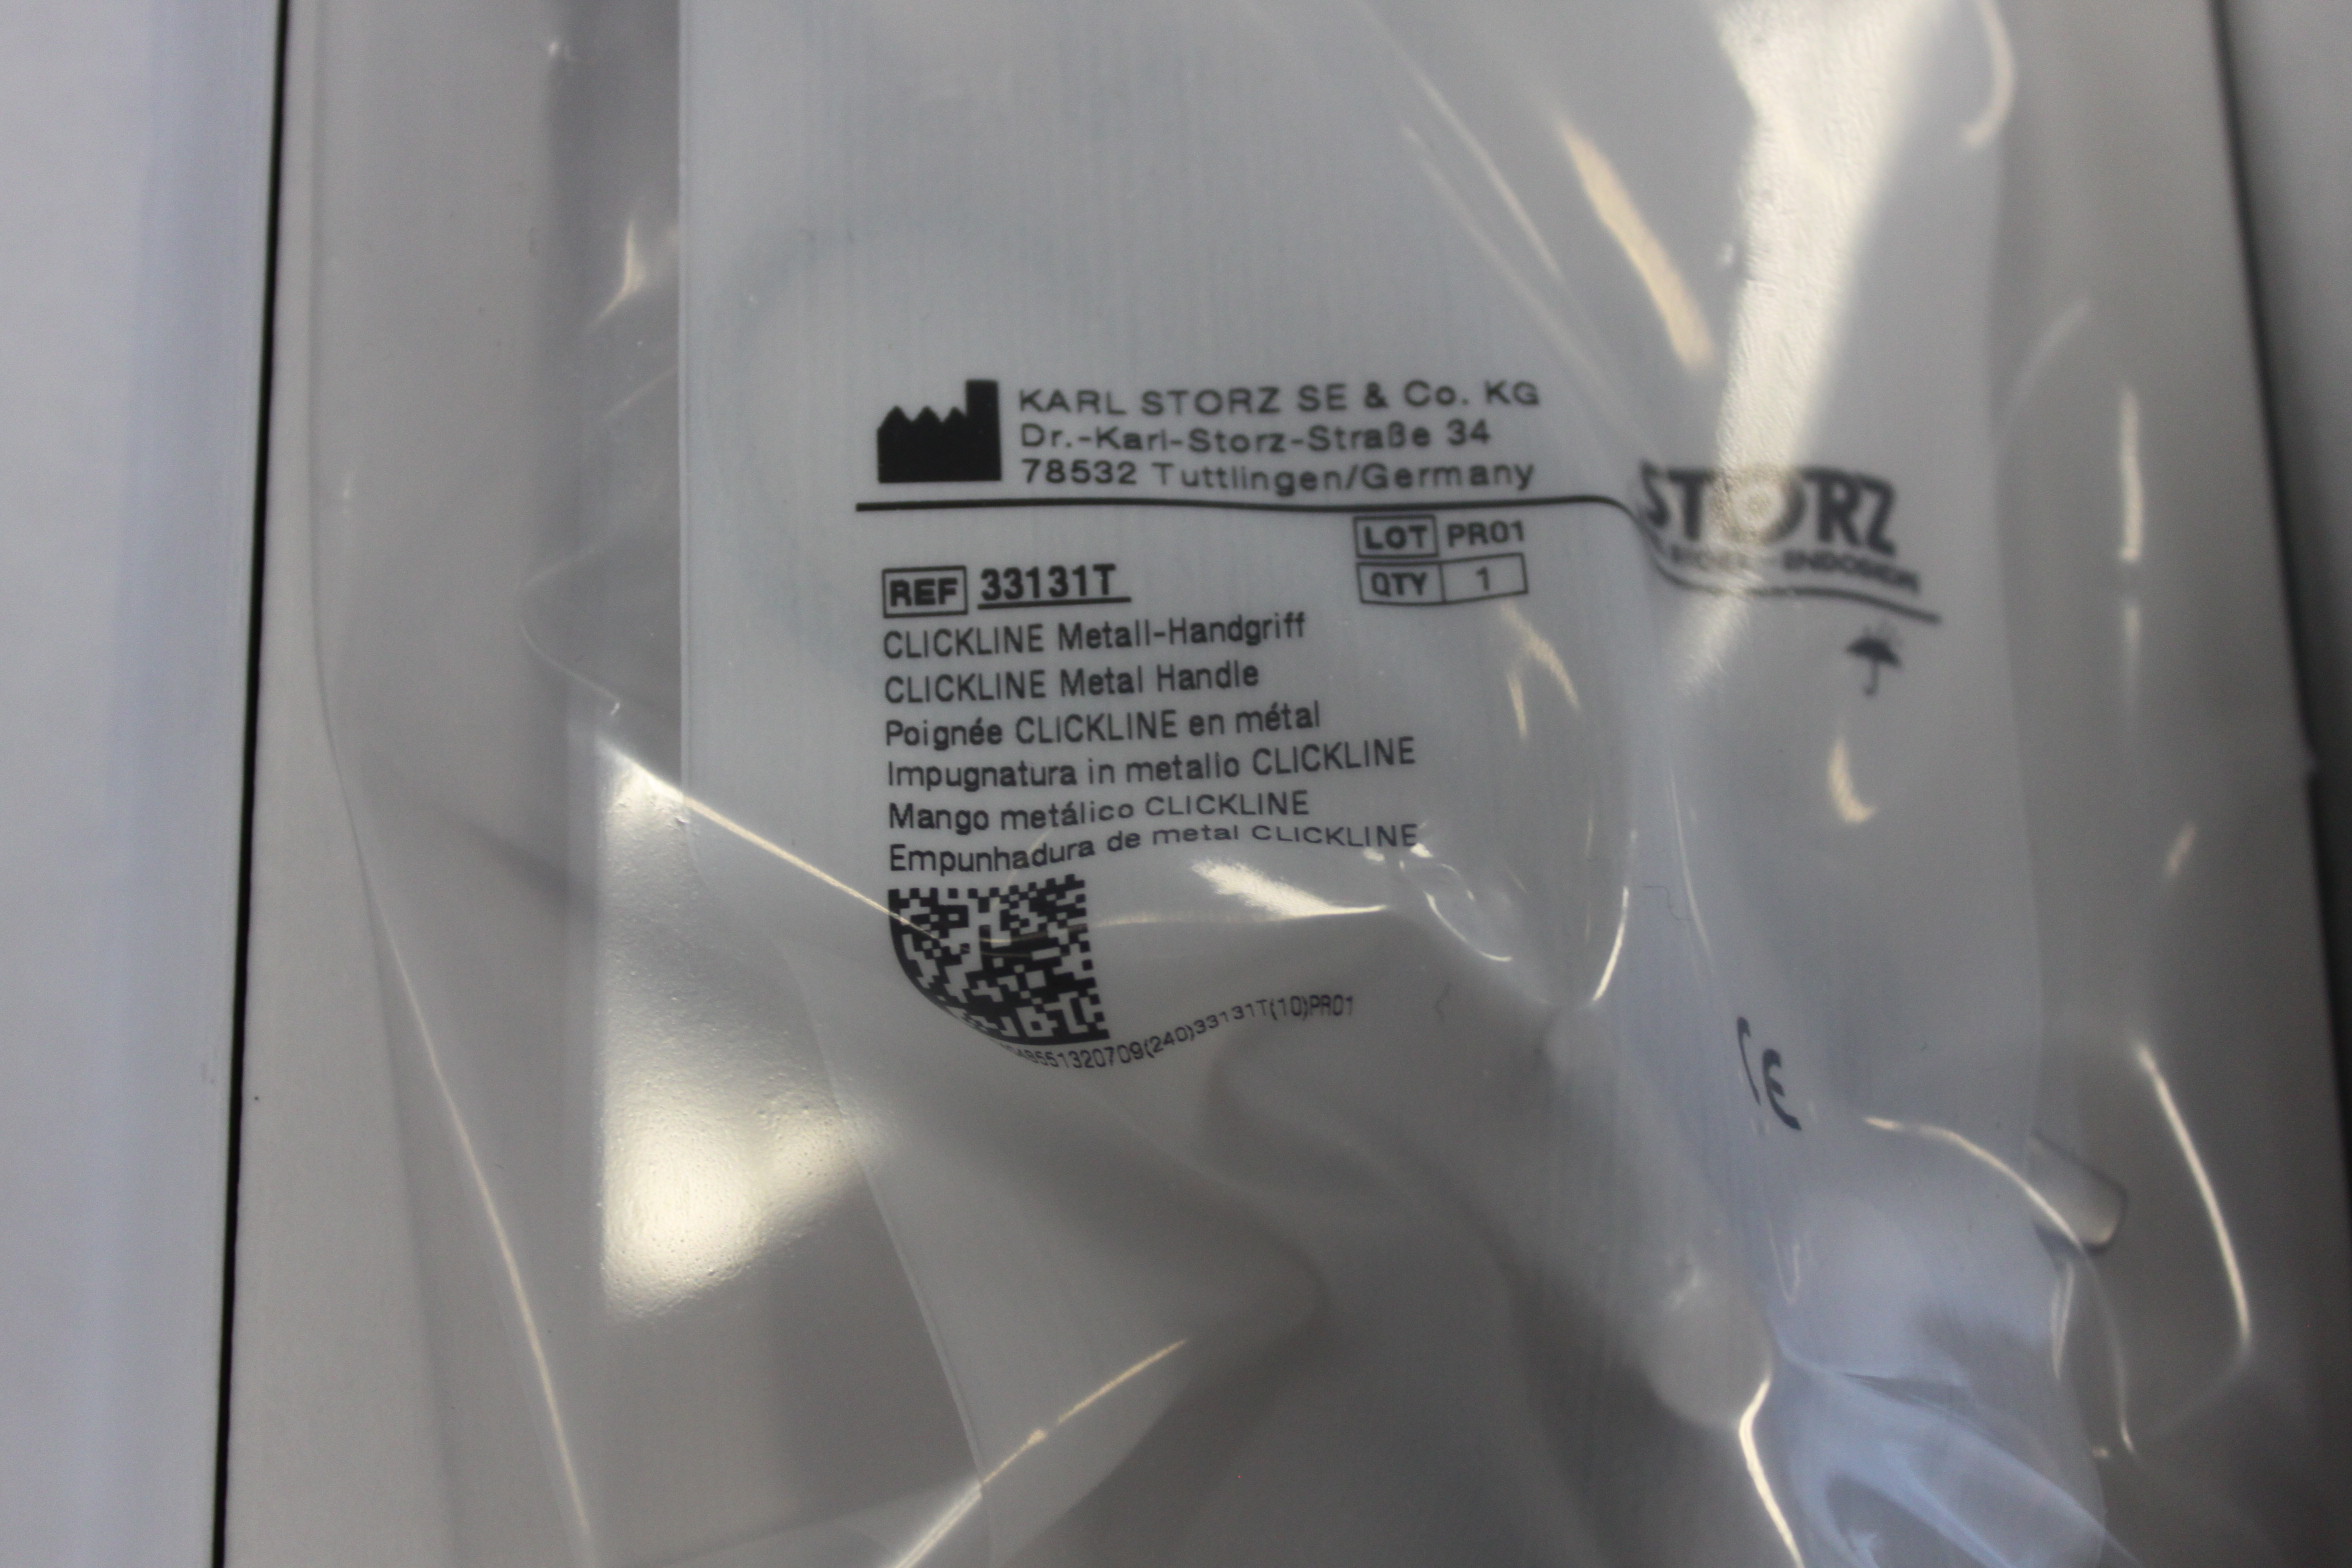 KARL STORZ SE & Co. KG
Dr.-Karl-Storz-Straße 34
78532 Tuttlingen/Germany
STORZ
LOT PR01
QTY 1
REF 33131T
CLICKLINE Metall-Handgriff
CLICKLINE Metal Handle
Poignée CLICKLINE en métal
Impugnatura in metallo CLICKLINE
Mango metálico CLICKLINE
Empunhadura de metal CLICKLINE
48551320709(240)33131T(10)PR01
CE